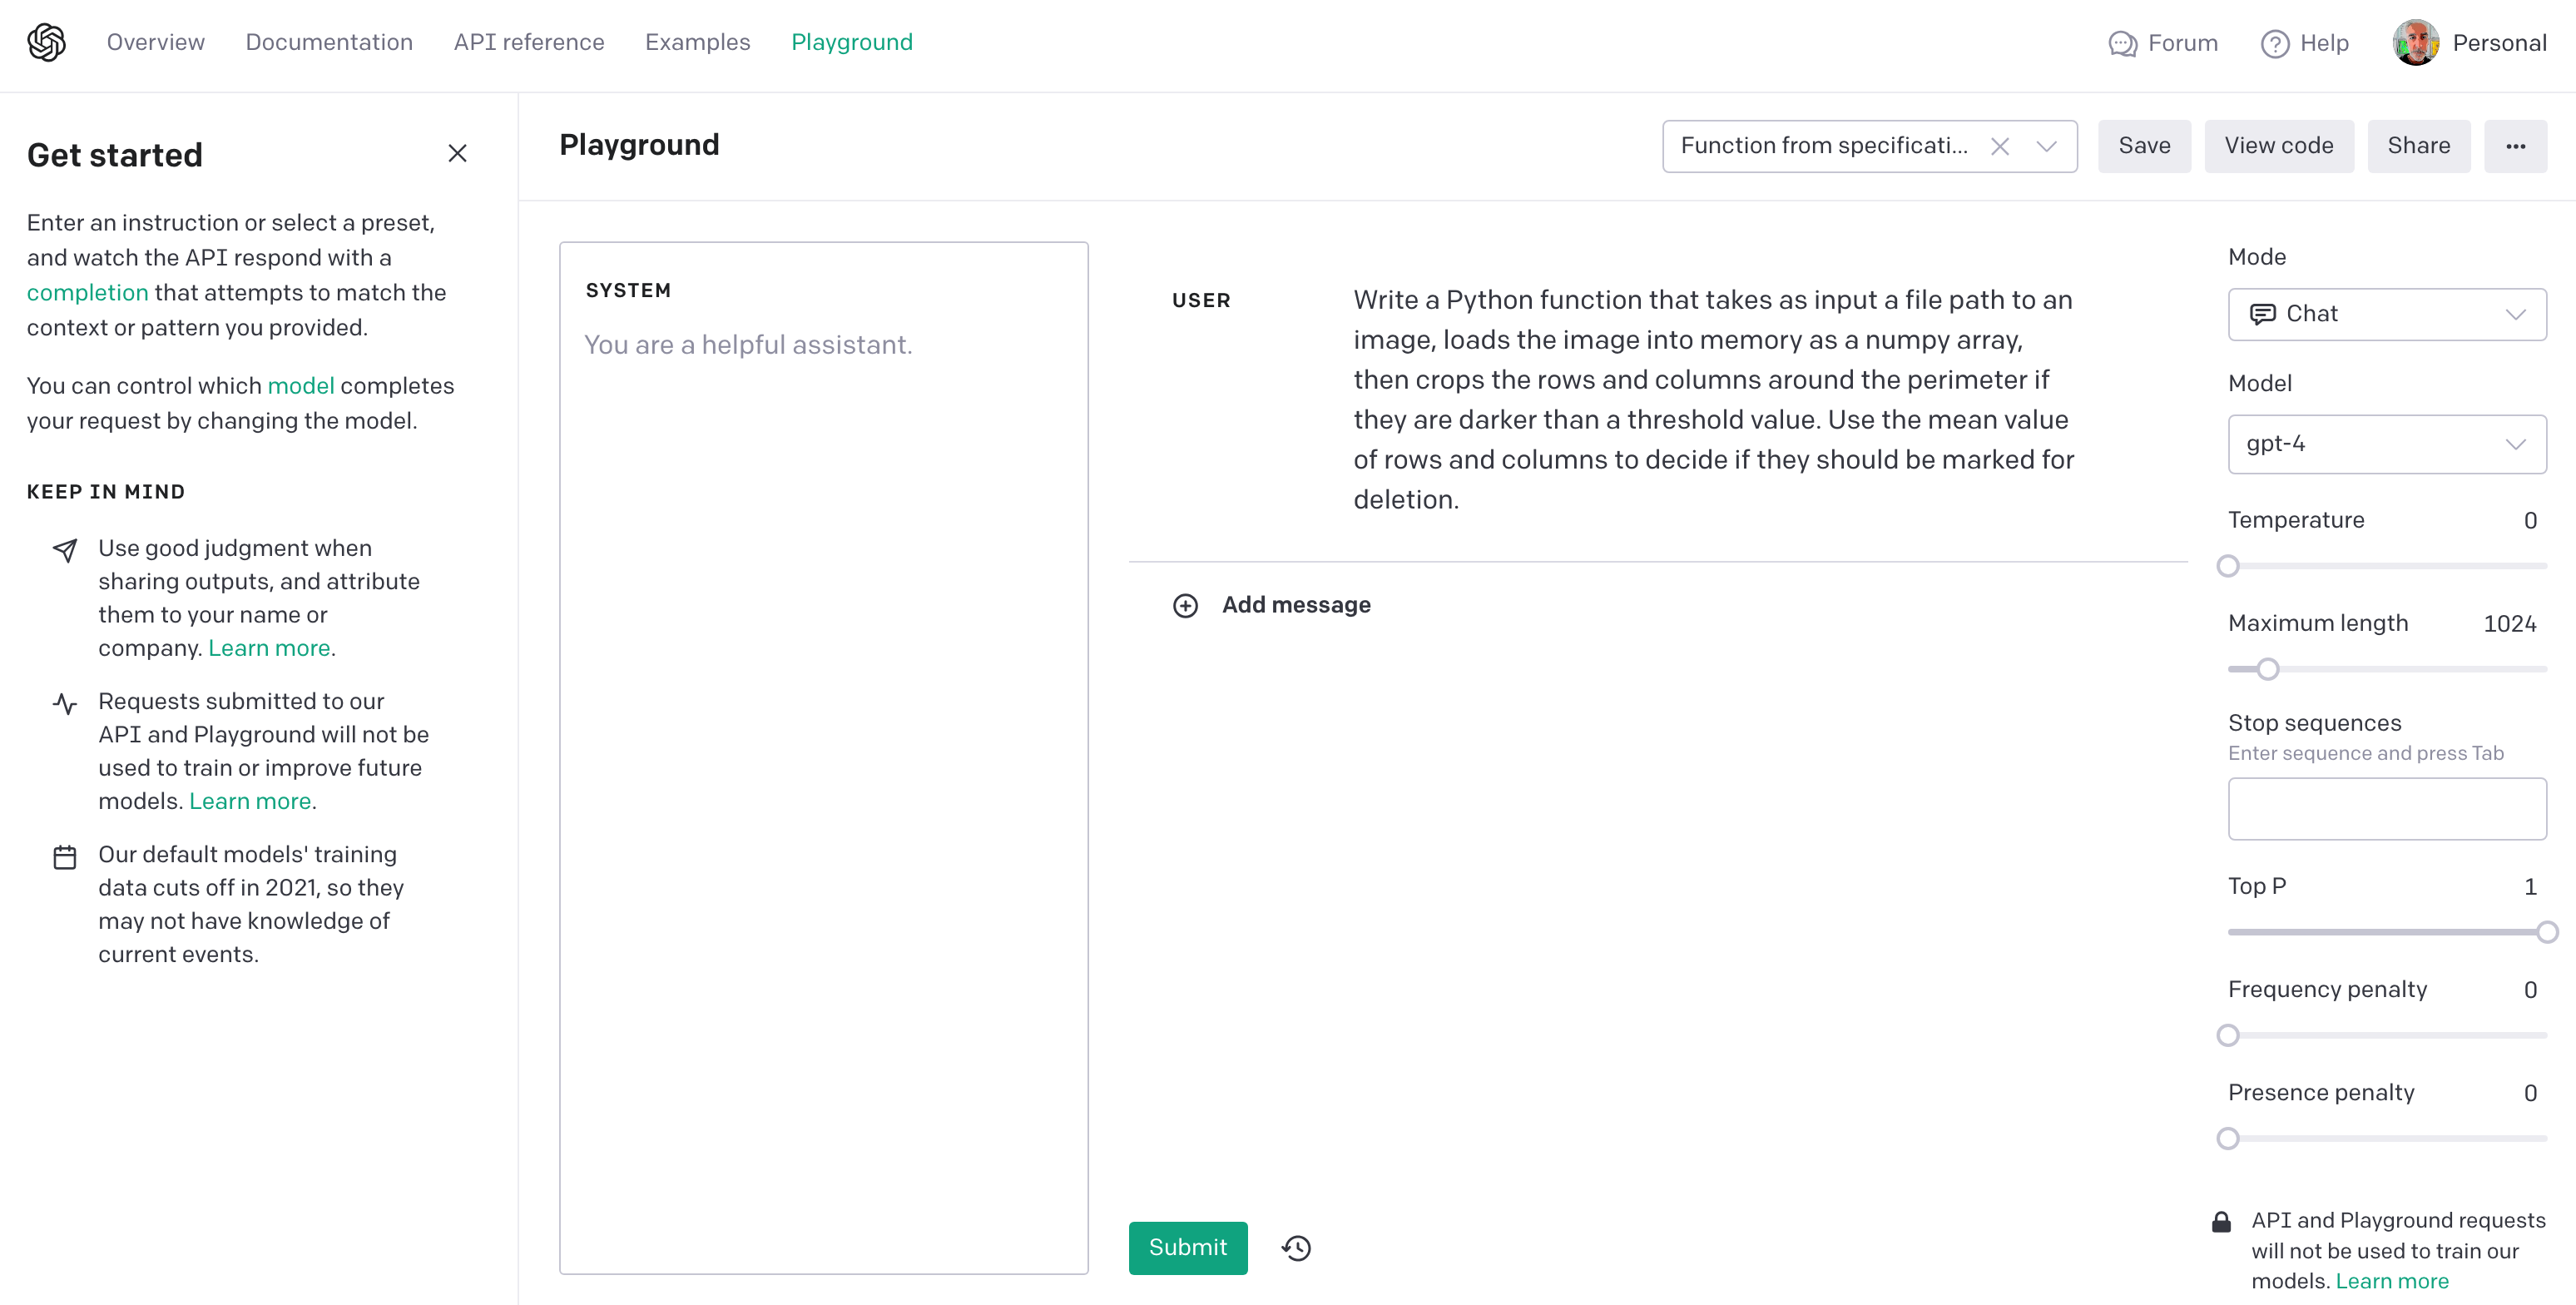 Overview Documentation API reference Examples Playground Forum Help Personal
Get started
Enter an instruction or select a preset,
and watch the API respond with a
completion that attempts to match the
context or pattern you provided.
You can control which model completes
your request by changing the model.
KEEP IN MIND
Use good judgment when
sharing outputs, and attribute
them to your name or
company. Learn more.
Requests submitted to our
API and Playground will not be
used to train or improve future
models. Learn more.
Our default models' training
data cuts off in 2021, so they
may not have knowledge of
current events.
Playground
Function from specificati...
Save
View code
Share
SYSTEM
You are a helpful assistant.
USER
Write a Python function that takes as input a file path to an
image, loads the image into memory as a numpy array,
then crops the rows and columns around the perimeter if
they are darker than a threshold value. Use the mean value
of rows and columns to decide if they should be marked for
deletion.
Add message
Submit
Mode
Chat
Model
gpt-4
Temperature 0
Maximum length 1024
Stop sequences
Enter sequence and press Tab
Top P 1
Frequency penalty 0
Presence penalty 0
API and Playground requests
will not be used to train our
models. Learn more